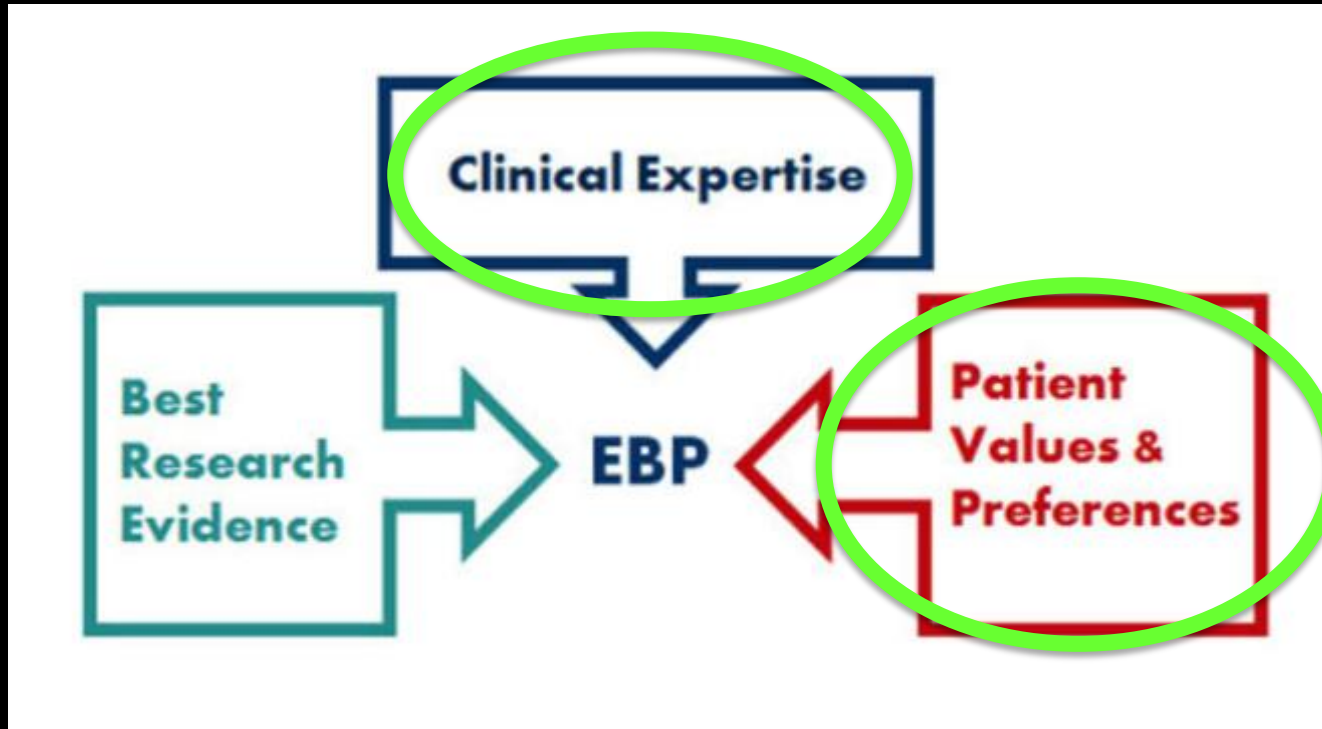 Clinical Expertise
Best
Research
Evidence
EBP
Patient
Values &
Preferences